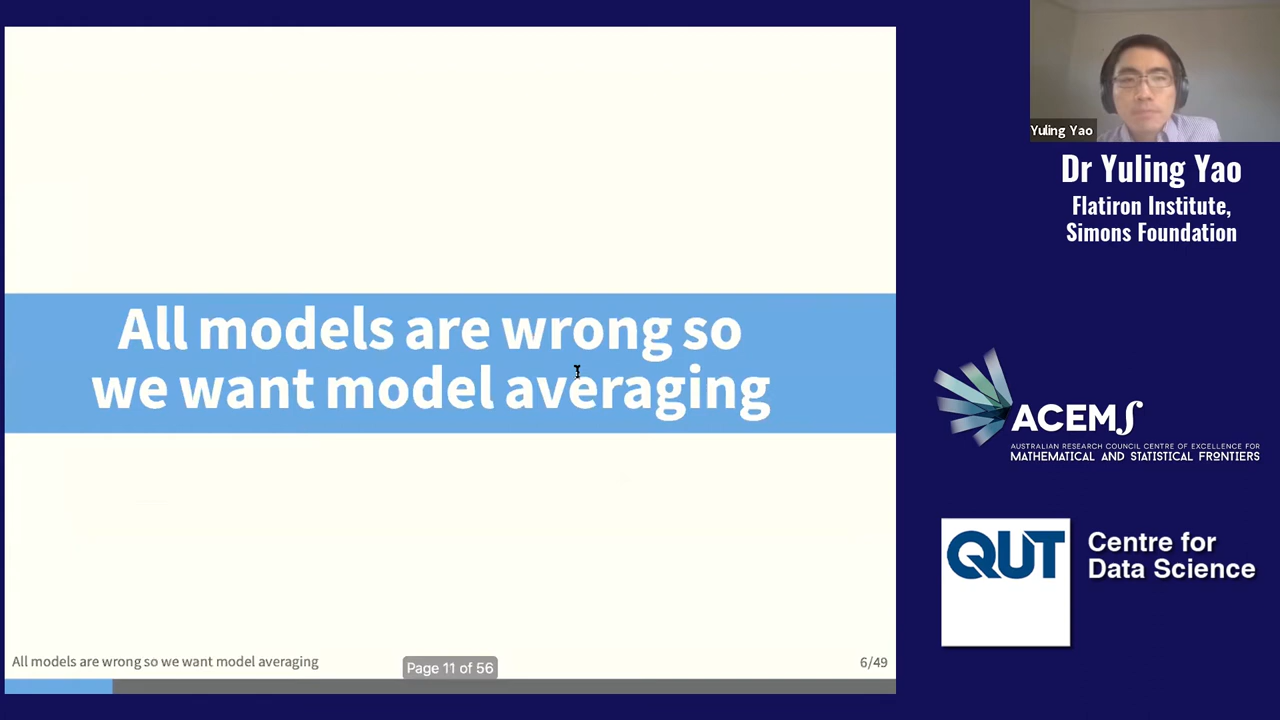 All models are wrong so
we want model averaging
All models are wrong so we want model averaging
Page 11 of 56
6/49
Yuling Yao
Dr Yuling Yao
Flatiron Institute,
Simons Foundation
ACEMS
AUSTRALIAN RESEARCH COUNCIL CENTRE OF EXCELLENCE FOR
MATHEMATICAL AND STATISTICAL FRONTIERS
QUT
Centre for
Data Science